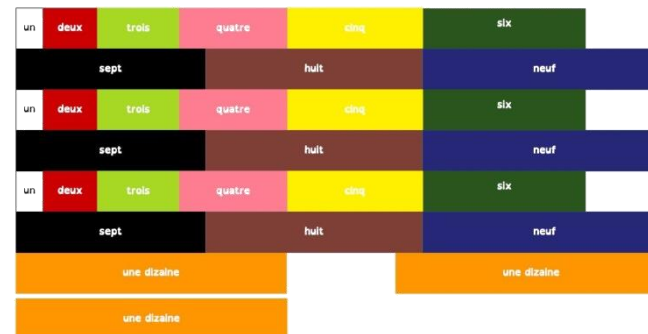 un deux trois quatre cinq six
sept huit neuf
un deux trois quatre cinq six
sept huit neuf
un deux trois quatre cinq six
sept huit neuf
une dizaine une dizaine
une dizaine